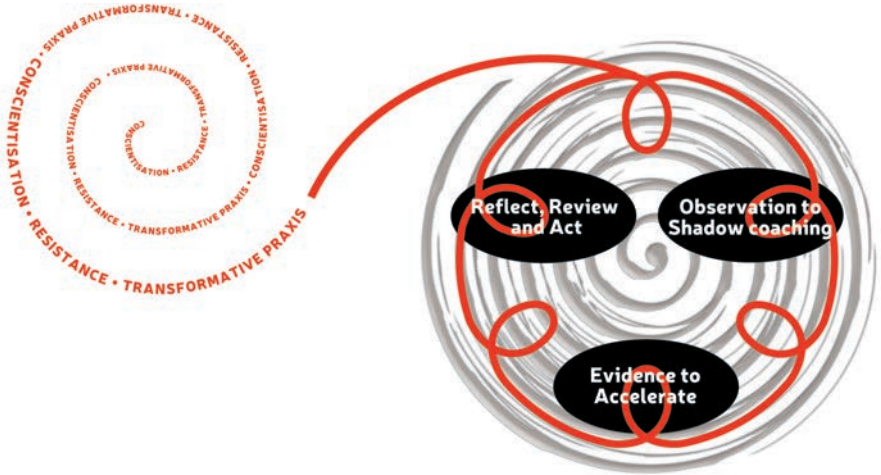 CONSCIENTISATION • RESISTANCE • TRANSFORMATIVE PRAXIS • CONSCIENTISATION • RESISTANCE • TRANSFORMATIVE PRAXIS • CONSCIENTISATION • RESISTANCE • TRANSFORMATIVE PRAXIS • CONSCIENTISATION • RESISTANCE • TRANSFORMATIVE PRAXIS
Reflect, Review
and Act
Observation to
Shadow coaching
Evidence to
Accelerate